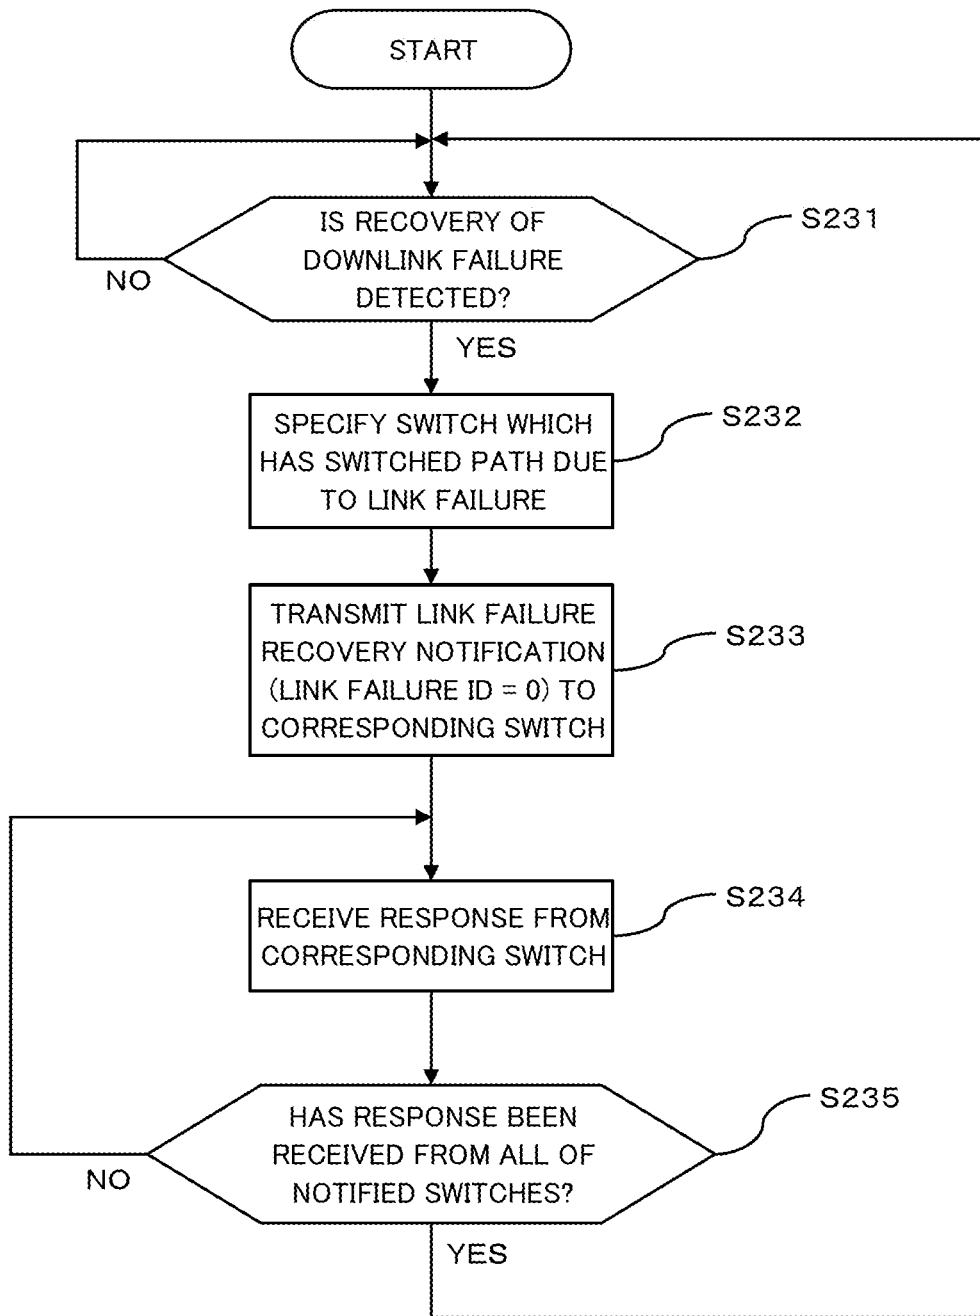 START
IS RECOVERY OF
DOWNLINK FAILURE
DETECTED?
S231
NO
YES
SPECIFY SWITCH WHICH
HAS SWITCHED PATH DUE
TO LINK FAILURE
S232
TRANSMIT LINK FAILURE
RECOVERY NOTIFICATION
(LINK FAILURE ID = 0) TO
CORRESPONDING SWITCH
S233
RECEIVE RESPONSE FROM
CORRESPONDING SWITCH
S234
HAS RESPONSE BEEN
RECEIVED FROM ALL OF
NOTIFIED SWITCHES?
S235
NO
YES